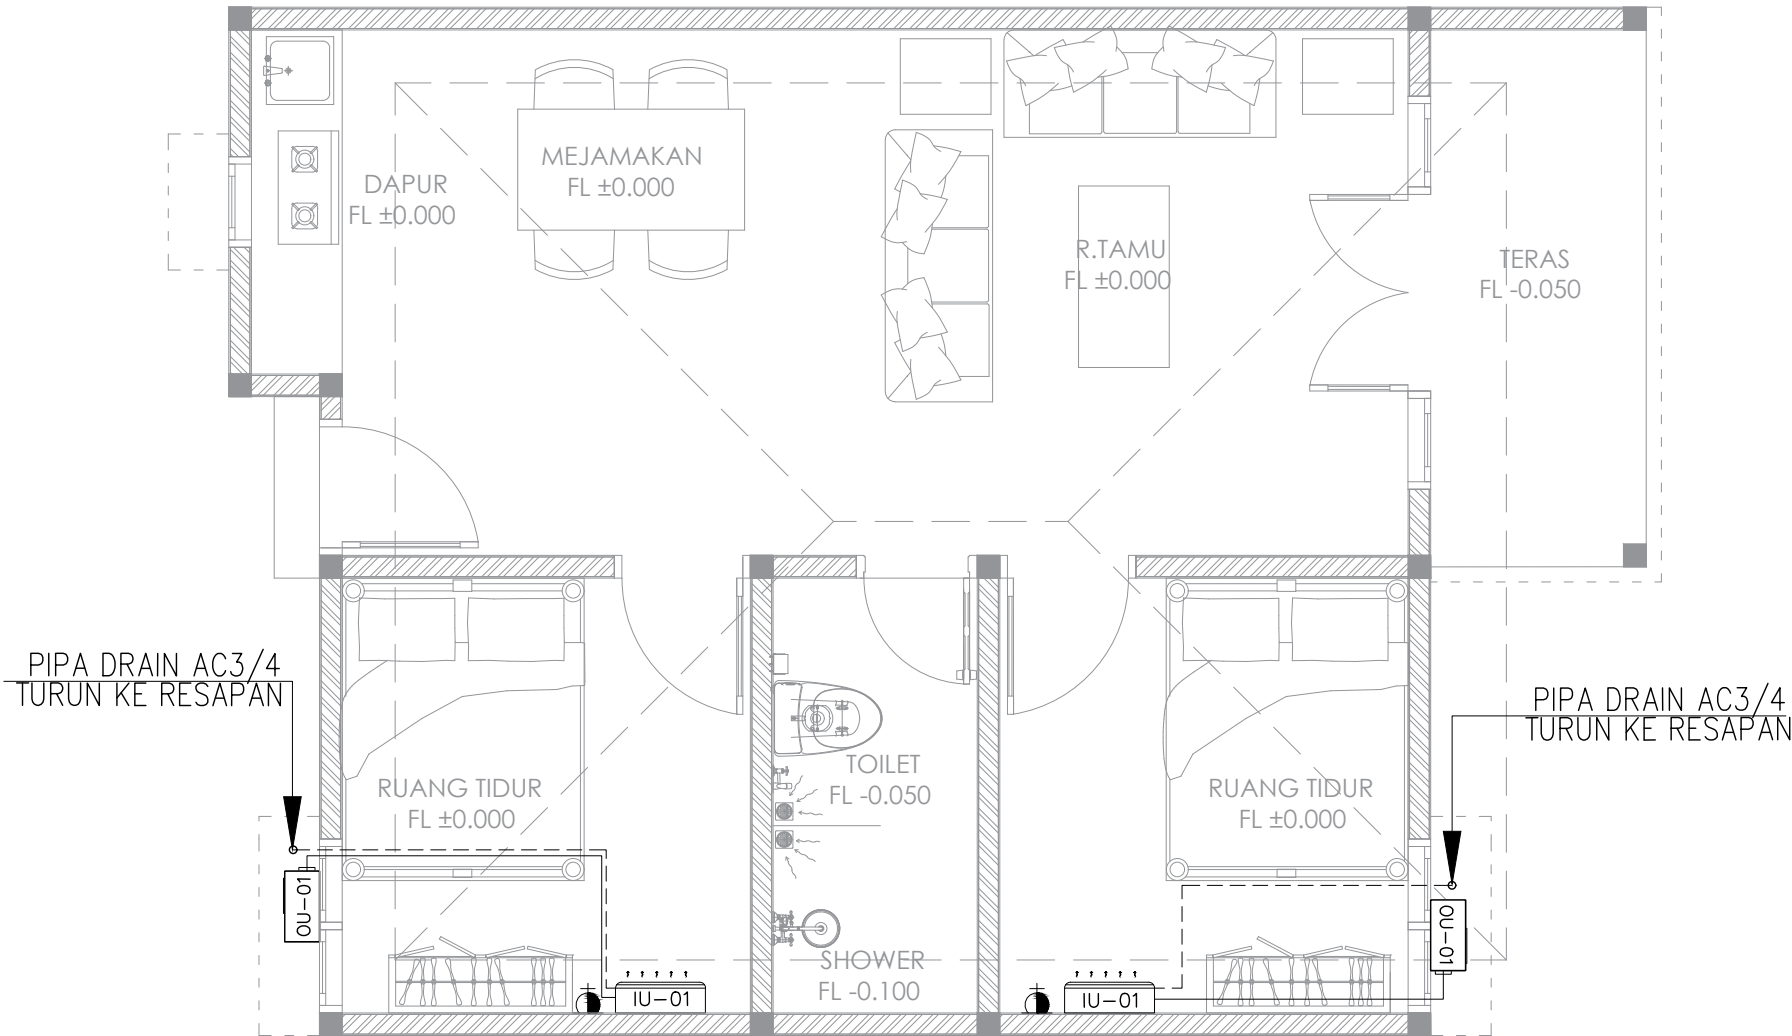 MEJAMAKAN
FL ±0.000
DAPUR
FL ±0.000
R.TAMU
FL ±0.000
TERAS
FL -0.050
PIPA DRAIN AC3/4
TURUN KE RESAPAN
PIPA DRAIN AC3/4
TURUN KE RESAPAN
RUANG TIDUR
FL ±0.000
TOILET
FL -0.050
RUANG TIDUR
FL ±0.000
OU-01
OU-01
SHOWER
FL -0.100
IU-01
IU-01